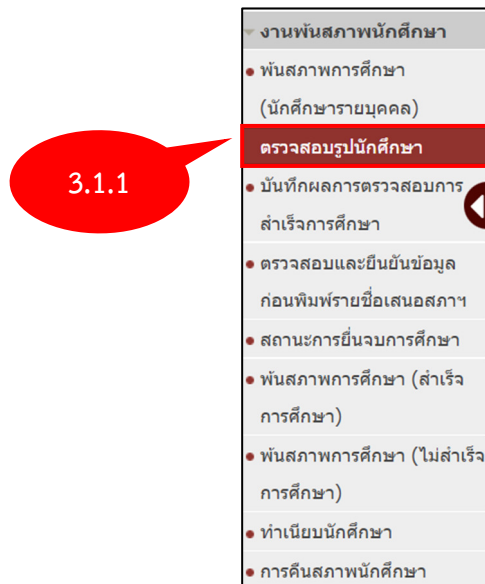 งานพ้นสภาพนักศึกษา
พ้นสภาพการศึกษา
(นักศึกษารายบุคคล)
ตรวจสอบรูปนักศึกษา
3.1.1
บันทึกผลการตรวจสอบการ
สำเร็จการศึกษา
ตรวจสอบและยืนยันข้อมูล
ก่อนพิมพ์รายชื่อเสนอสภาฯ
สถานะการยื่นจบการศึกษา
พ้นสภาพการศึกษา (สำเร็จ
การศึกษา)
พ้นสภาพการศึกษา (ไม่สำเร็จ
การศึกษา)
ทำเนียบนักศึกษา
การคืนสภาพนักศึกษา